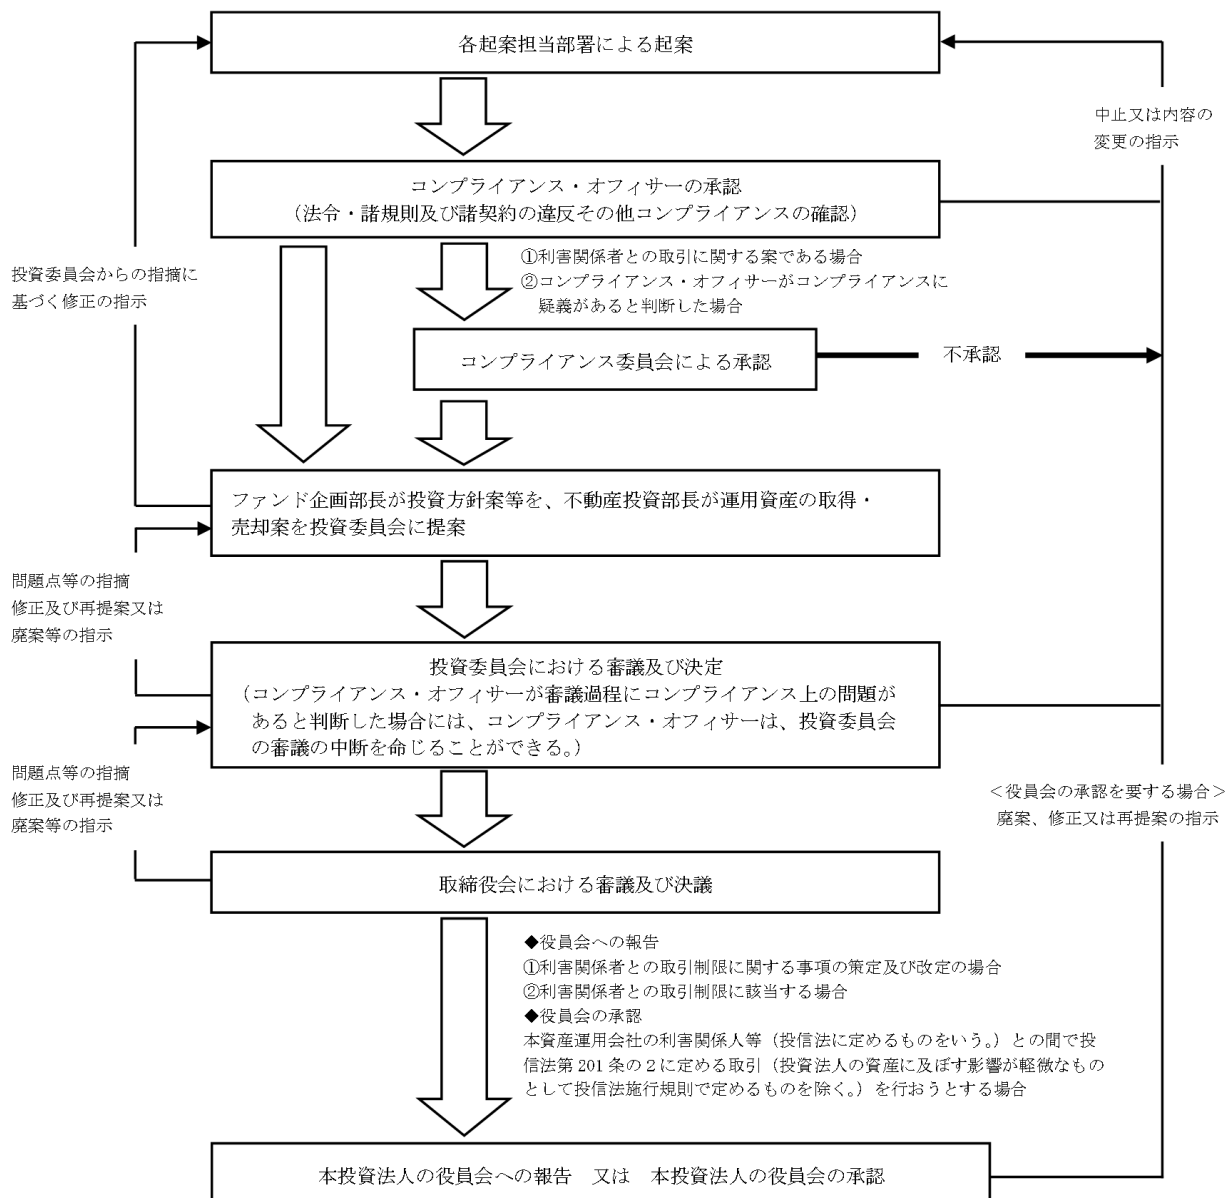 各起案担当部署による起案
中止又は内容の
変更の指示
コンプライアンス・オフィサーの承認
（法令・諸規則及び諸契約の違反その他コンプライアンスの確認）
投資委員会からの指摘に
基づく修正の指示
①利害関係者との取引に関する案である場合
②コンプライアンス・オフィサーがコンプライアンスに
疑義があると判断した場合
コンプライアンス委員会による承認
不承認
ファンド企画部長が投資方針案等を、不動産投資部長が運用資産の取得・
売却案を投資委員会に提案
問題点等の指摘
修正及び再提案又は
廃案等の指示
投資委員会における審議及び決定
（コンプライアンス・オフィサーが審議過程にコンプライアンス上の問題が
あると判断した場合には、コンプライアンス・オフィサーは、投資委員会
の審議の中断を命じることができる。）
問題点等の指摘
修正及び再提案又は
廃案等の指示
＜役員会の承認を要する場合＞
廃案、修正又は再提案の指示
取締役会における審議及び決議
◆役員会への報告
①利害関係者との取引制限に関する事項の策定及び改定の場合
②利害関係者との取引制限に該当する場合
◆役員会の承認
本資産運用会社の利害関係人等（投信法に定めるものをいう。）との間で投
信法第 201 条の２に定める取引（投資法人の資産に及ぼす影響が軽微なもの
として投信法施行規則で定めるものを除く。）を行おうとする場合
本投資法人の役員会への報告　又は　本投資法人の役員会の承認